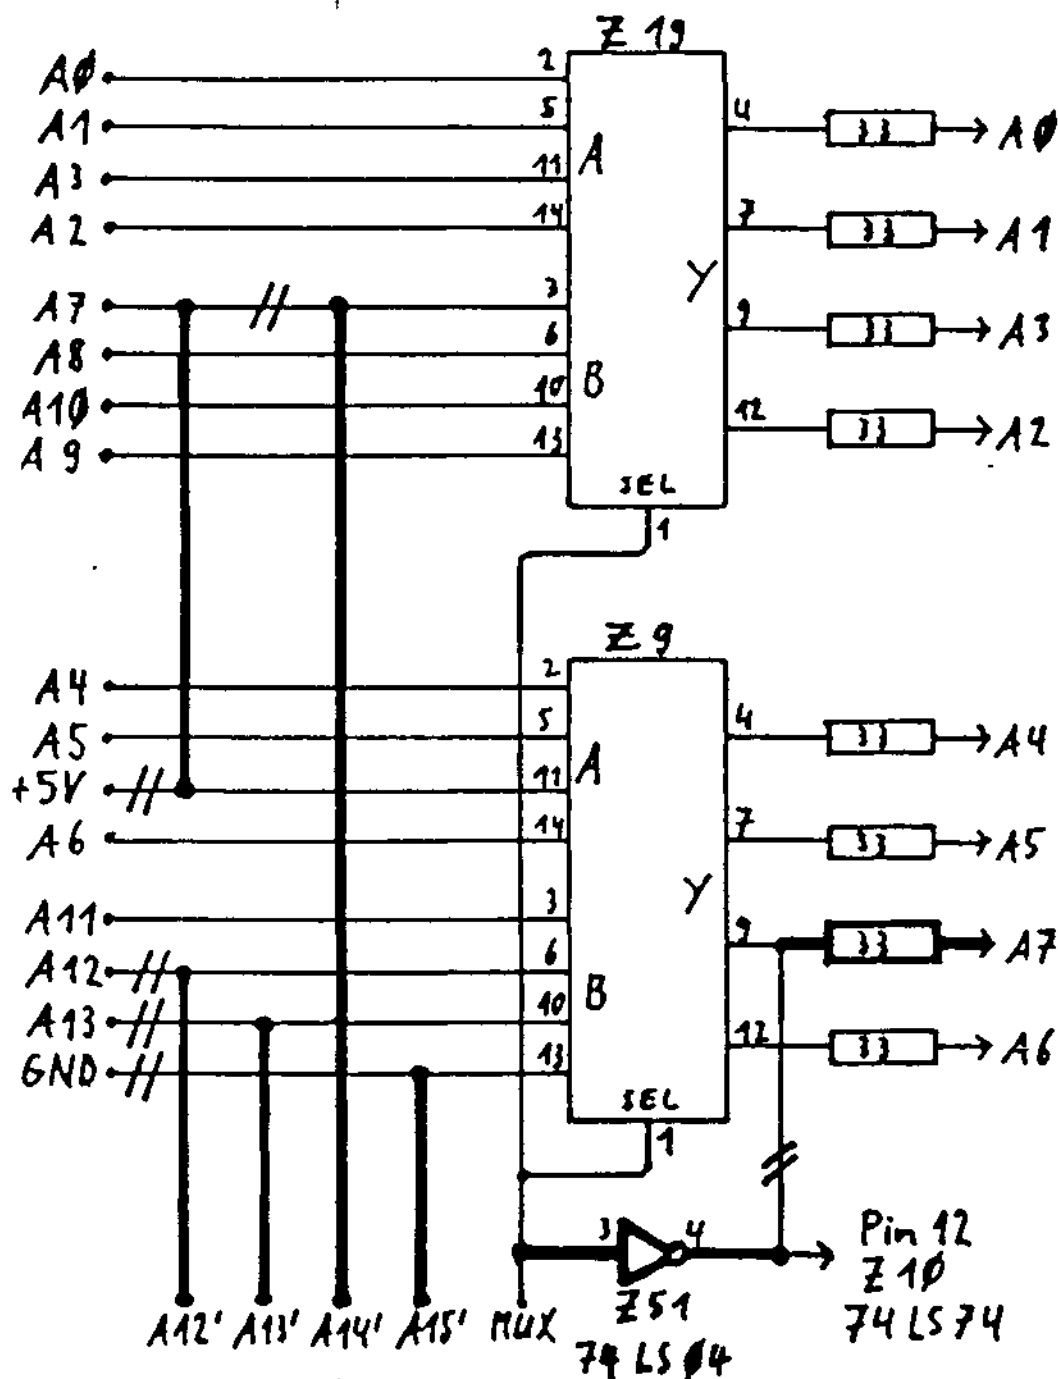 Z 19
AØ 2
A1 5
A3 11
A2 14
A
A7 3
A8 6
A1Ø 10
A9 13
B
Y
SEL
1
4 33 AØ
7 33 A1
9 33 A3
12 33 A2
Z 9
A4 2
A5 5
+5V 11
A6 14
A
A11 3
A12 6
A13 10
GND 13
B
Y
SEL
1
4 33 A4
7 33 A5
9 33 A7
12 33 A6
3 4
Pin 12
Z 1Ø
74 LS 74
A12' A13' A14' A15' MUX
Z 51
74 LS Ø4